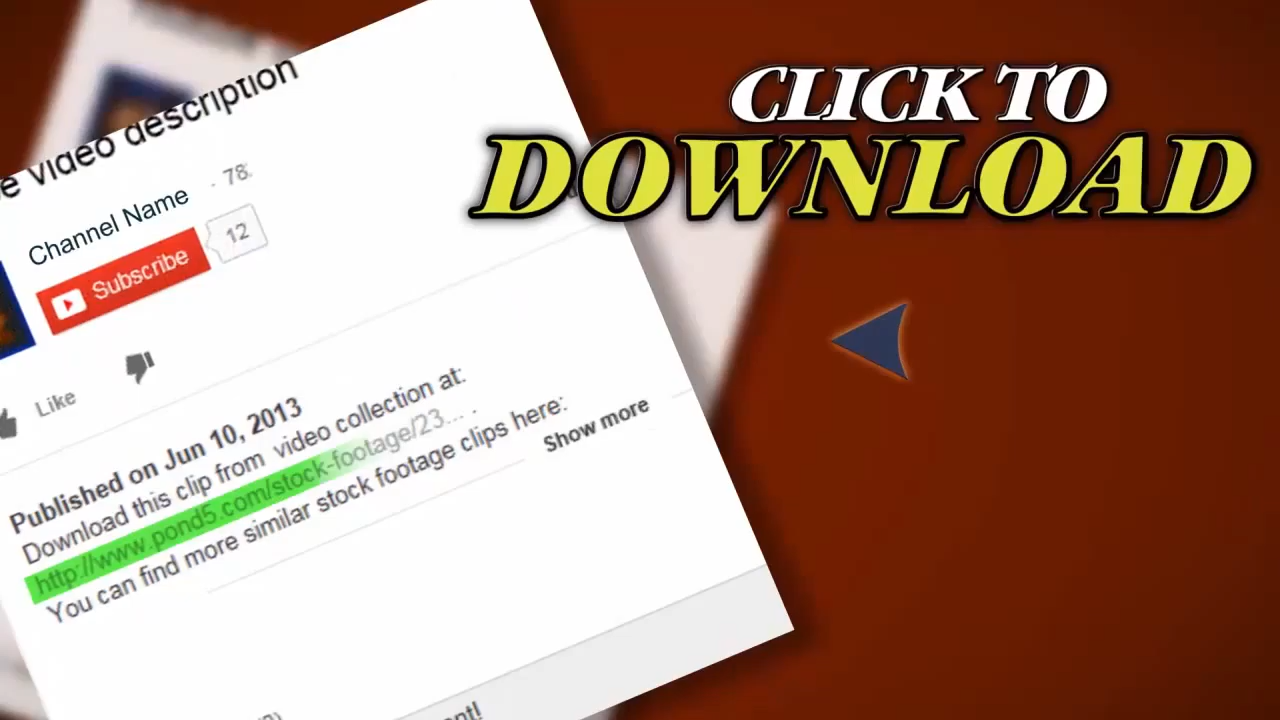 CLICK TO
DOWNLOAD
video description
Channel Name
Subscribe
12
Like
Published on Jun 10, 2013
Download this clip from video collection at:
http://www.pond5.com/stock-footage/23...
You can find more similar stock footage clips here:
Show more